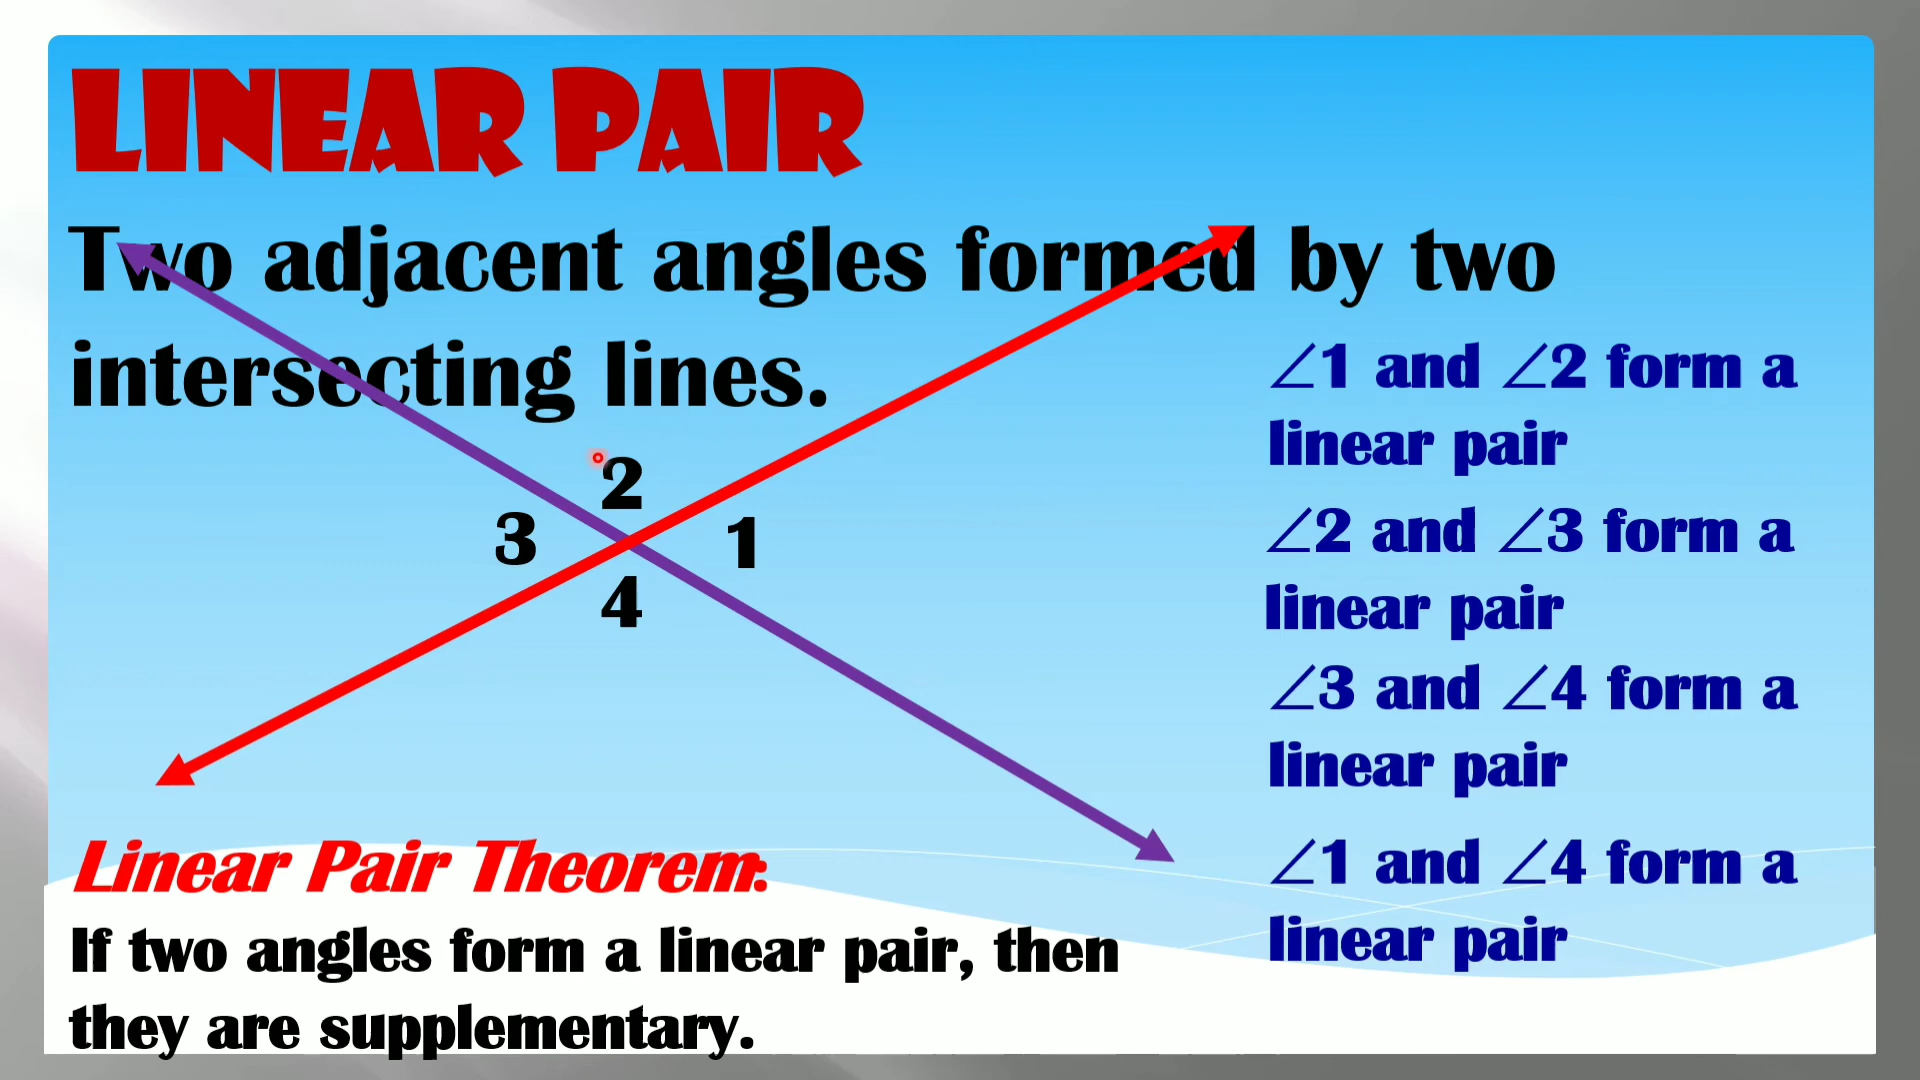 LINEAR PAIR
Two adjacent angles formed by two
intersecting lines.
∠1 and ∠2 form a
linear pair
∠2 and ∠3 form a
linear pair
∠3 and ∠4 form a
linear pair
∠1 and ∠4 form a
linear pair
2
3
1
4
Linear Pair Theorem:
If two angles form a linear pair, then
they are supplementary.